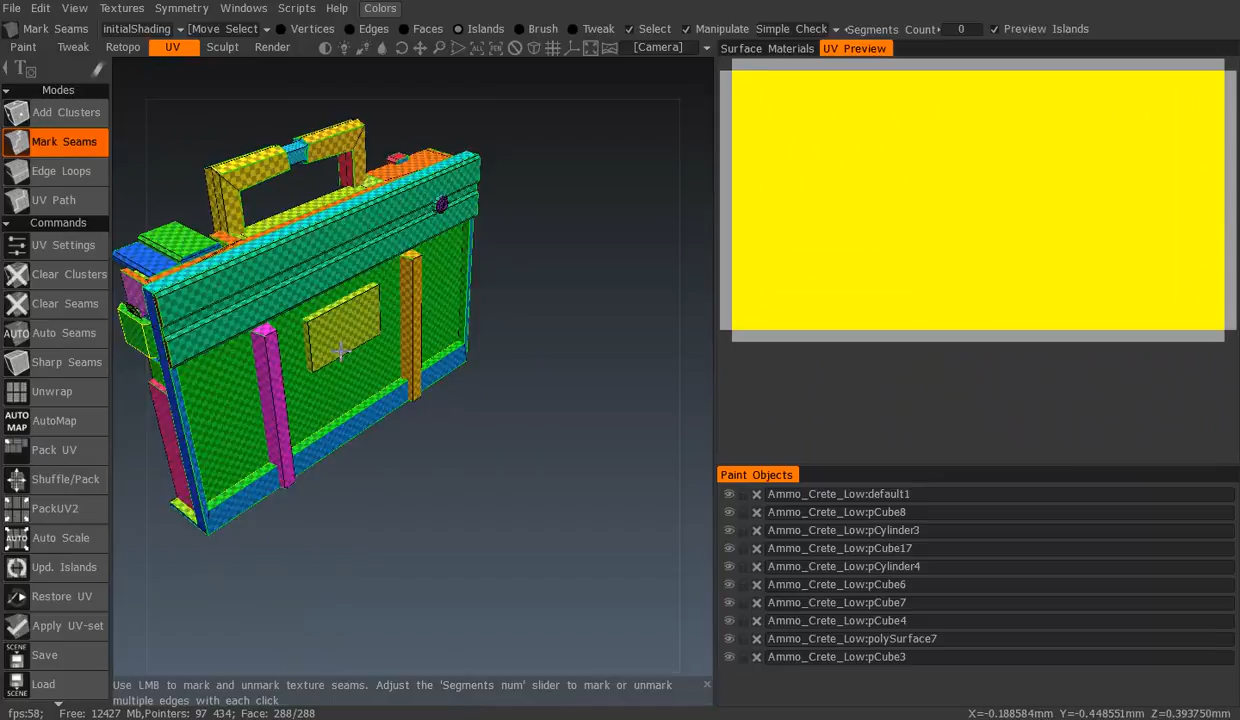 File Edit View Textures Symmetry Windows Scripts Help Colors
Mark Seams initialShading [Move Select] Vertices Edges Faces Islands Brush Tweak Select Manipulate Simple Check Segments Count 0 Preview Islands
Paint Tweak Retopo UV Sculpt Render [Camera] Surface Materials UV Preview
Modes
Add Clusters
Mark Seams
Edge Loops
UV Path
Commands
UV Settings
Clear Clusters
Clear Seams
AUTO Auto Seams
Sharp Seams
Unwrap
AUTO MAP AutoMap
Pack UV
Shuffle/Pack
PackUV2
AUTO Auto Scale
Upd. Islands
Restore UV
Apply UV-set
SCENE Save
Load
SCENE
Paint Objects
Ammo_Crete_Low:default1
Ammo_Crete_Low:pCube8
Ammo_Crete_Low:pCylinder3
Ammo_Crete_Low:pCube17
Ammo_Crete_Low:pCylinder4
Ammo_Crete_Low:pCube6
Ammo_Crete_Low:pCube7
Ammo_Crete_Low:pCube4
Ammo_Crete_Low:polySurface7
Ammo_Crete_Low:pCube3
Use LMB to mark and unmark texture seams. Adjust the 'Segments num' slider to mark or unmark
multiple edges with each click
fps:58; Free: 12427 Mb,Pointers: 97 434; Face: 288/288 X=-0.188584mm Y=-0.448551mm Z=0.393750mm